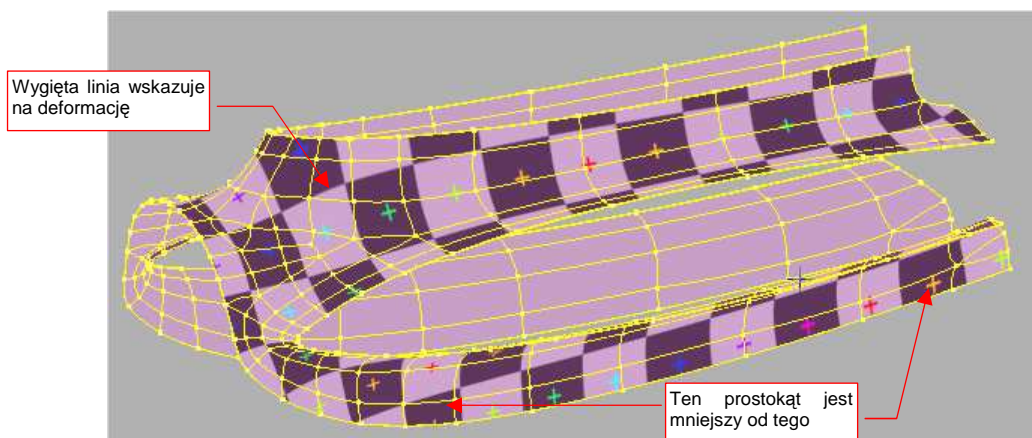 Wygięta linia wskazuje
na deformację
Ten prostokąt jest
mniejszy od tego